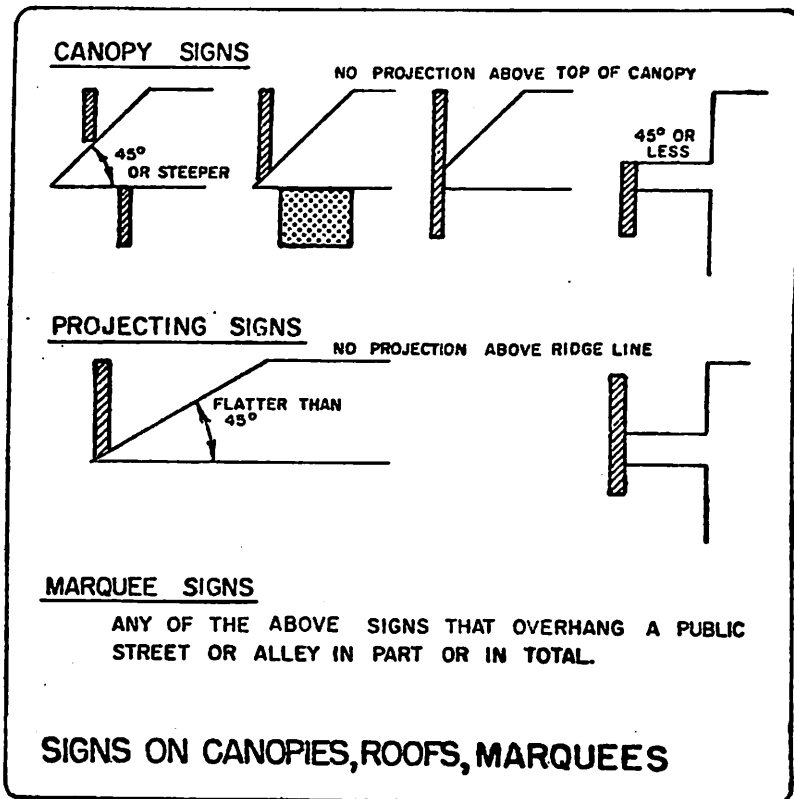 CANOPY SIGNS
NO PROJECTION ABOVE TOP OF CANOPY
45°
OR STEEPER
45° OR
LESS
PROJECTING SIGNS
NO PROJECTION ABOVE RIDGE LINE
FLATTER THAN
45°
MARQUEE SIGNS
ANY OF THE ABOVE SIGNS THAT OVERHANG A PUBLIC
STREET OR ALLEY IN PART OR IN TOTAL.
SIGNS ON CANOPIES, ROOFS, MARQUEES